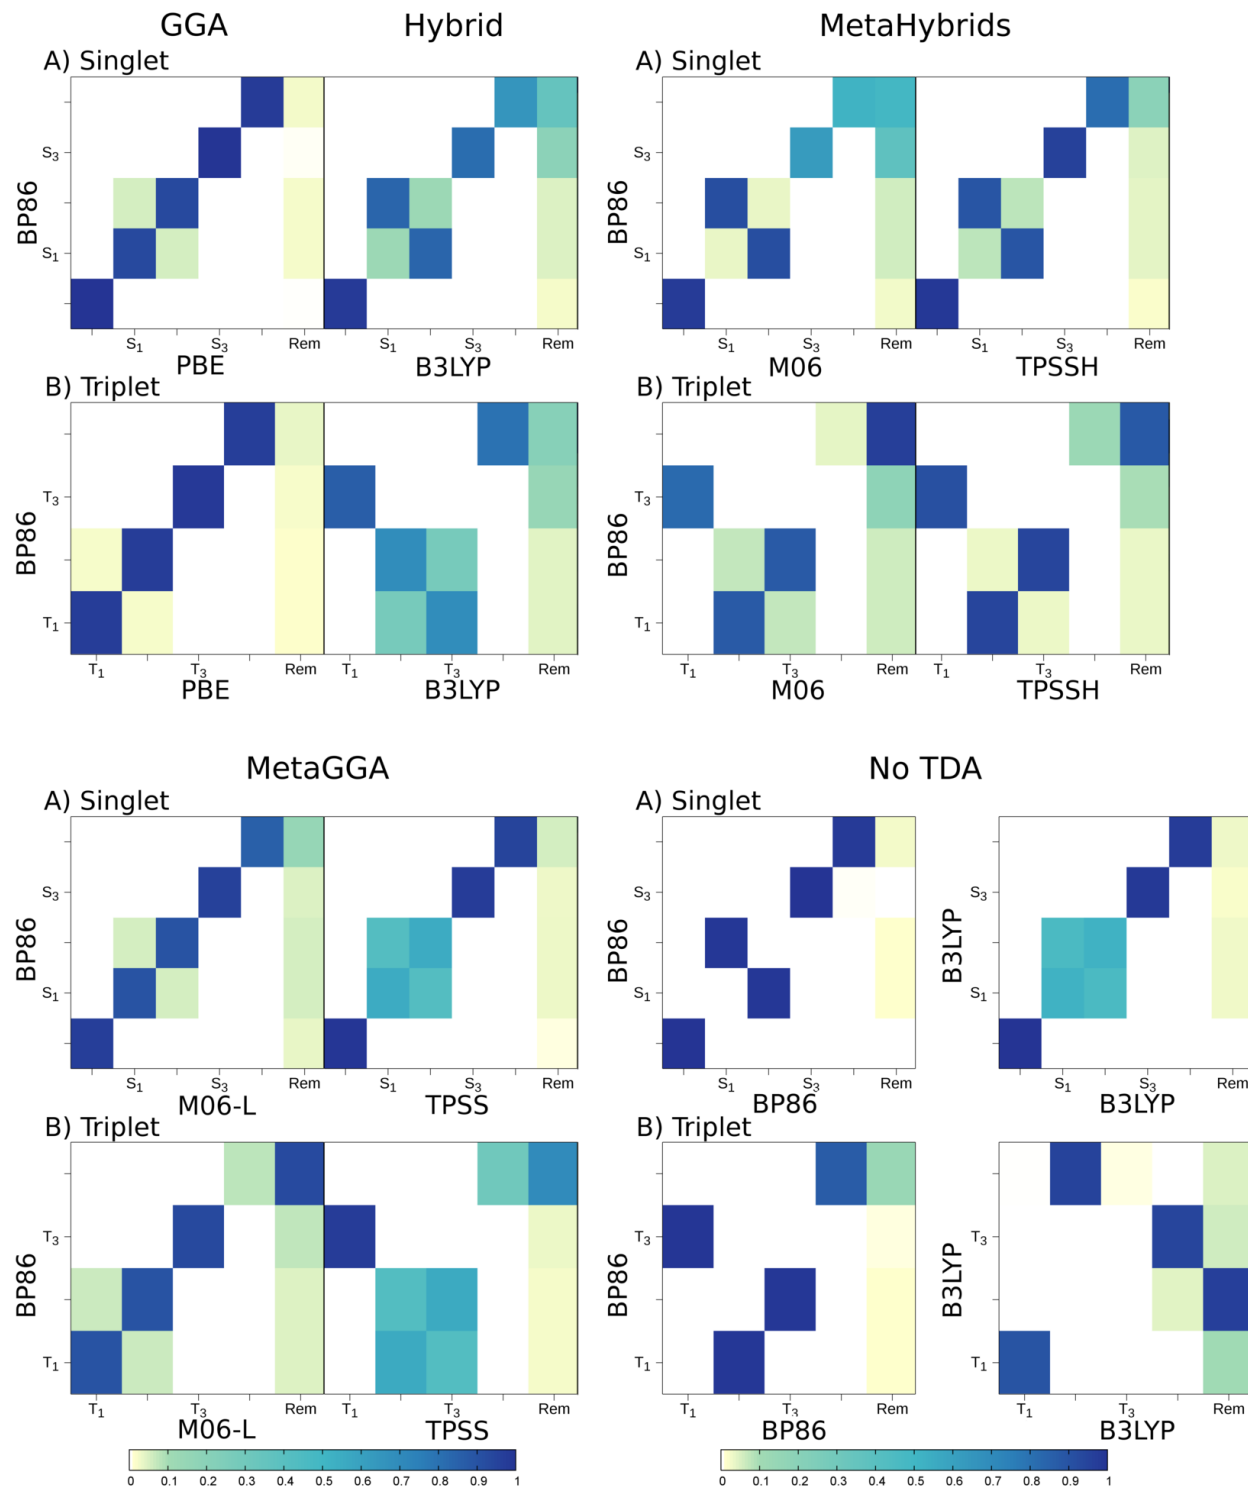 GGA Hybrid MetaHybrids
A) Singlet A) Singlet
BP86 S3 S1 BP86 S3 S1
S1 S3 Rem S1 S3 Rem S1 S3 Rem S1 S3 Rem
PBE B3LYP M06 TPSSH
B) Triplet B) Triplet
BP86 T3 T1 BP86 T3 T1
T1 T3 Rem T1 T3 Rem T1 T3 Rem T1 T3 Rem
PBE B3LYP M06 TPSSH
MetaGGA No TDA
A) Singlet A) Singlet
BP86 S3 S1 BP86 S3 S1 B3LYP S3 S1
S1 S3 Rem S1 S3 Rem S1 S3 Rem S1 S3 Rem
M06-L TPSS BP86 B3LYP
B) Triplet B) Triplet
BP86 T3 T1 BP86 T3 T1 B3LYP T3 T1
T1 T3 Rem T1 T3 Rem T1 T3 Rem T1 T3 Rem
M06-L TPSS BP86 B3LYP
0 0.1 0.2 0.3 0.4 0.5 0.6 0.7 0.8 0.9 1 0 0.1 0.2 0.3 0.4 0.5 0.6 0.7 0.8 0.9 1